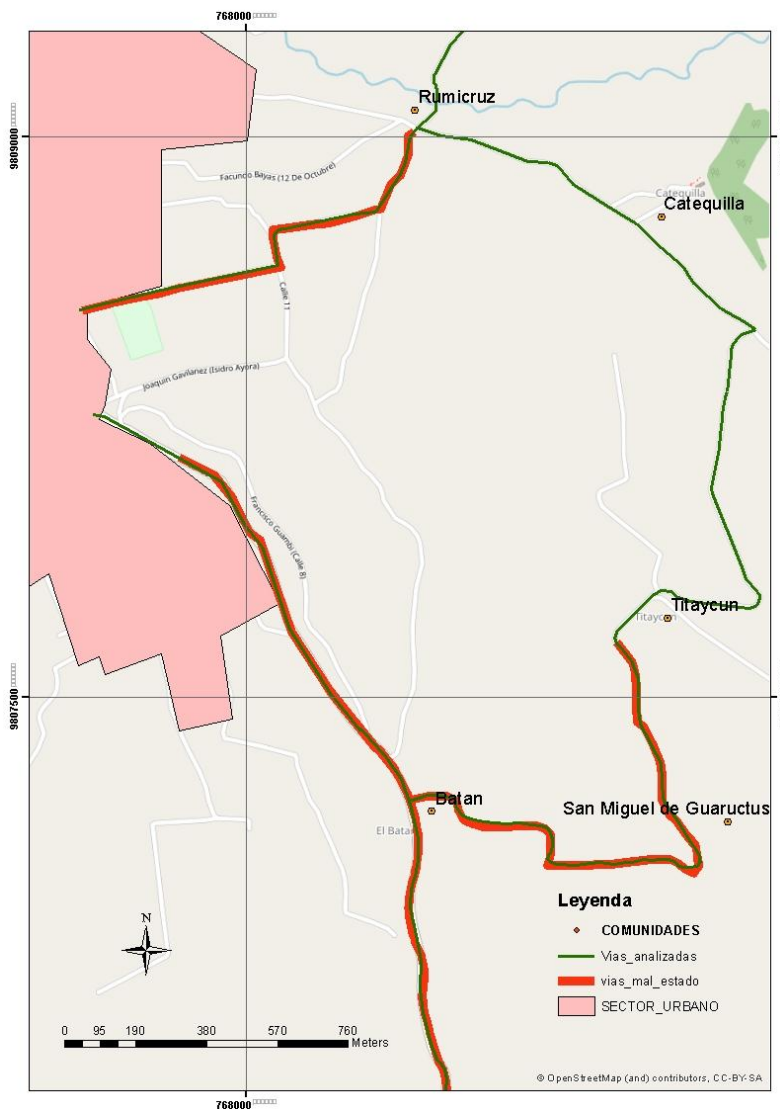 768000
9809000
Rumicruz
Facundo Bayas (12 De Octubre)
Catequilla
Catequilla
Calle 11
Joaquin Gavilanez (Isidro Ayora)
Francisco Guambi (Calle 8)
Titaycun
Titaycun
9807500
Batan
San Miguel de Guaructus
El Batan
Leyenda
COMUNIDADES
Vias_analizadas
vias_mal_estado
SECTOR_URBANO
N
0 95 190 380 570 760
Meters
© OpenStreetMap (and) contributors, CC-BY-SA
768000